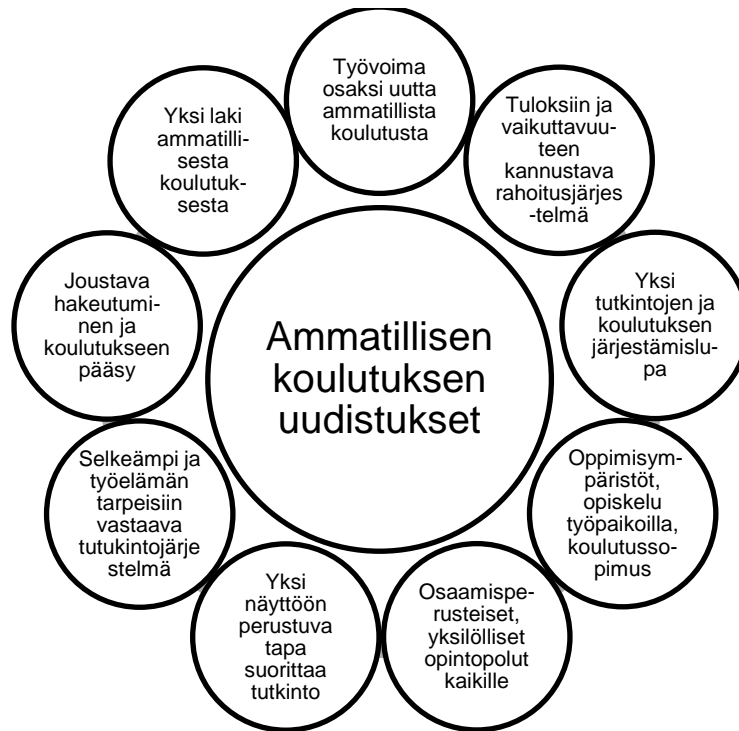 Työvoima
osaksi uutta
ammatillista
koulutusta
Tuloksiin ja
vaikuttavuu-
teen
kannustava
rahoitusjärjes
-telmä
Yksi
tutkintojen ja
koulutuksen
järjestämislu-
pa
Oppimisym-
päristöt,
opiskelu
työpaikoilla,
koulutusso-
pimus
Osaamispe-
rusteiset,
yksilölliset
opintopolut
kaikille
Yksi
näyttöön
perustuva
tapa
suorittaa
tutkinto
Selkeämpi ja
työelämän
tarpeisiin
vastaava
tutukintojärje
stelmä
Joustava
hakeutumi-
nen ja
koulutukseen
pääsy
Yksi laki
ammatilli-
sesta
koulutuk-
sesta
Ammatillisen
koulutuksen
uudistukset